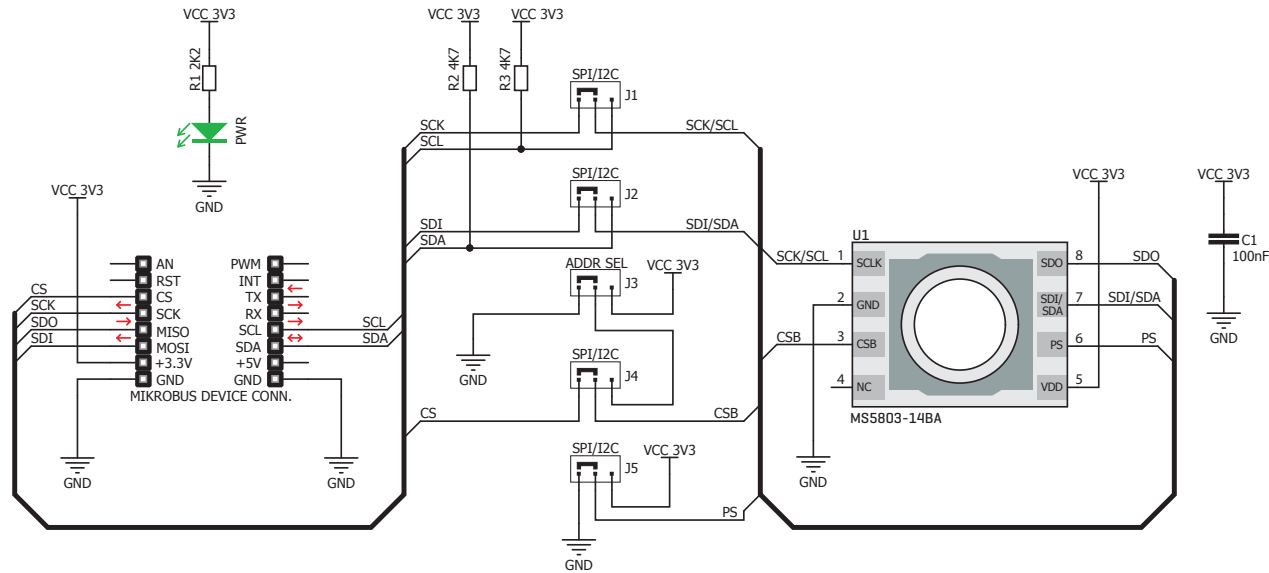 VCC 3V3
R1 2K2
PWR
GND
VCC 3V3
VCC 3V3
R2 4K7
R3 4K7
SPI/I2C
J1
SCK
SCL
SCK/SCL
SPI/I2C
J2
SDI
SDA
SDI/SDA
ADDR SEL
J3
VCC 3V3
GND
SPI/I2C
J4
CS
CSB
SPI/I2C
J5
VCC 3V3
PS
GND
VCC 3V3
AN
RST
CS
SCK
MISO
MOSI
+3.3V
GND
PWM
INT
TX
RX
SCL
SDA
+5V
GND
MIKROBUS DEVICE CONN.
CS
SCK
SDO
SDI
SCL
SDA
GND
GND
U1
SCK/SCL 1 SCLK
2 GND
CSB 3 CSB
4 NC
SDO 8 SDO
SDI/
SDA
7 SDI/SDA
PS 6 PS
VDD 5
MS5803-14BA
GND
VCC 3V3
VCC 3V3
C1
100nF
GND